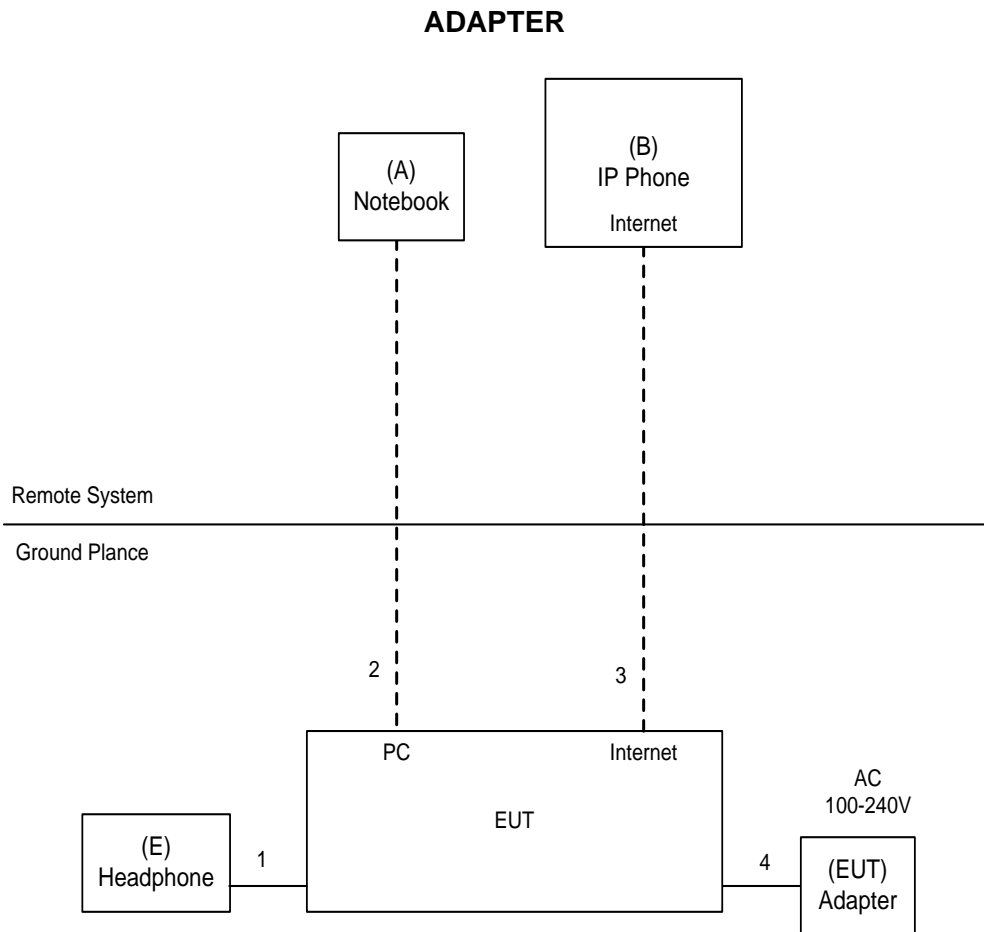 ADAPTER
(A)
Notebook
(B)
IP Phone
Internet
Remote System
Ground Plance
2
3
PC
Internet
EUT
AC
100-240V
(E)
Headphone
1
4
(EUT)
Adapter